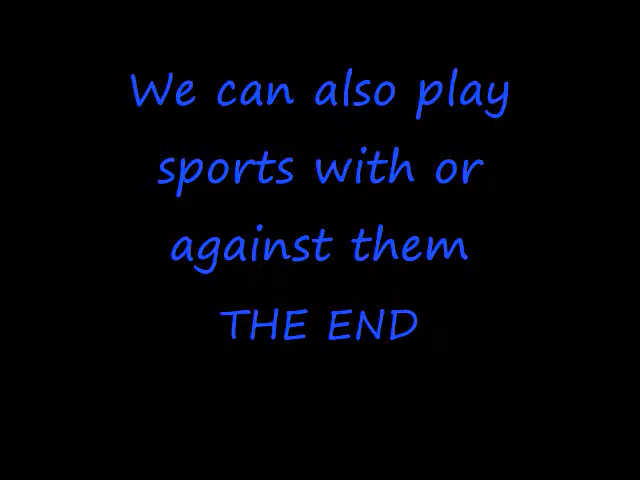 We can also play
sports with or
against them
THE END